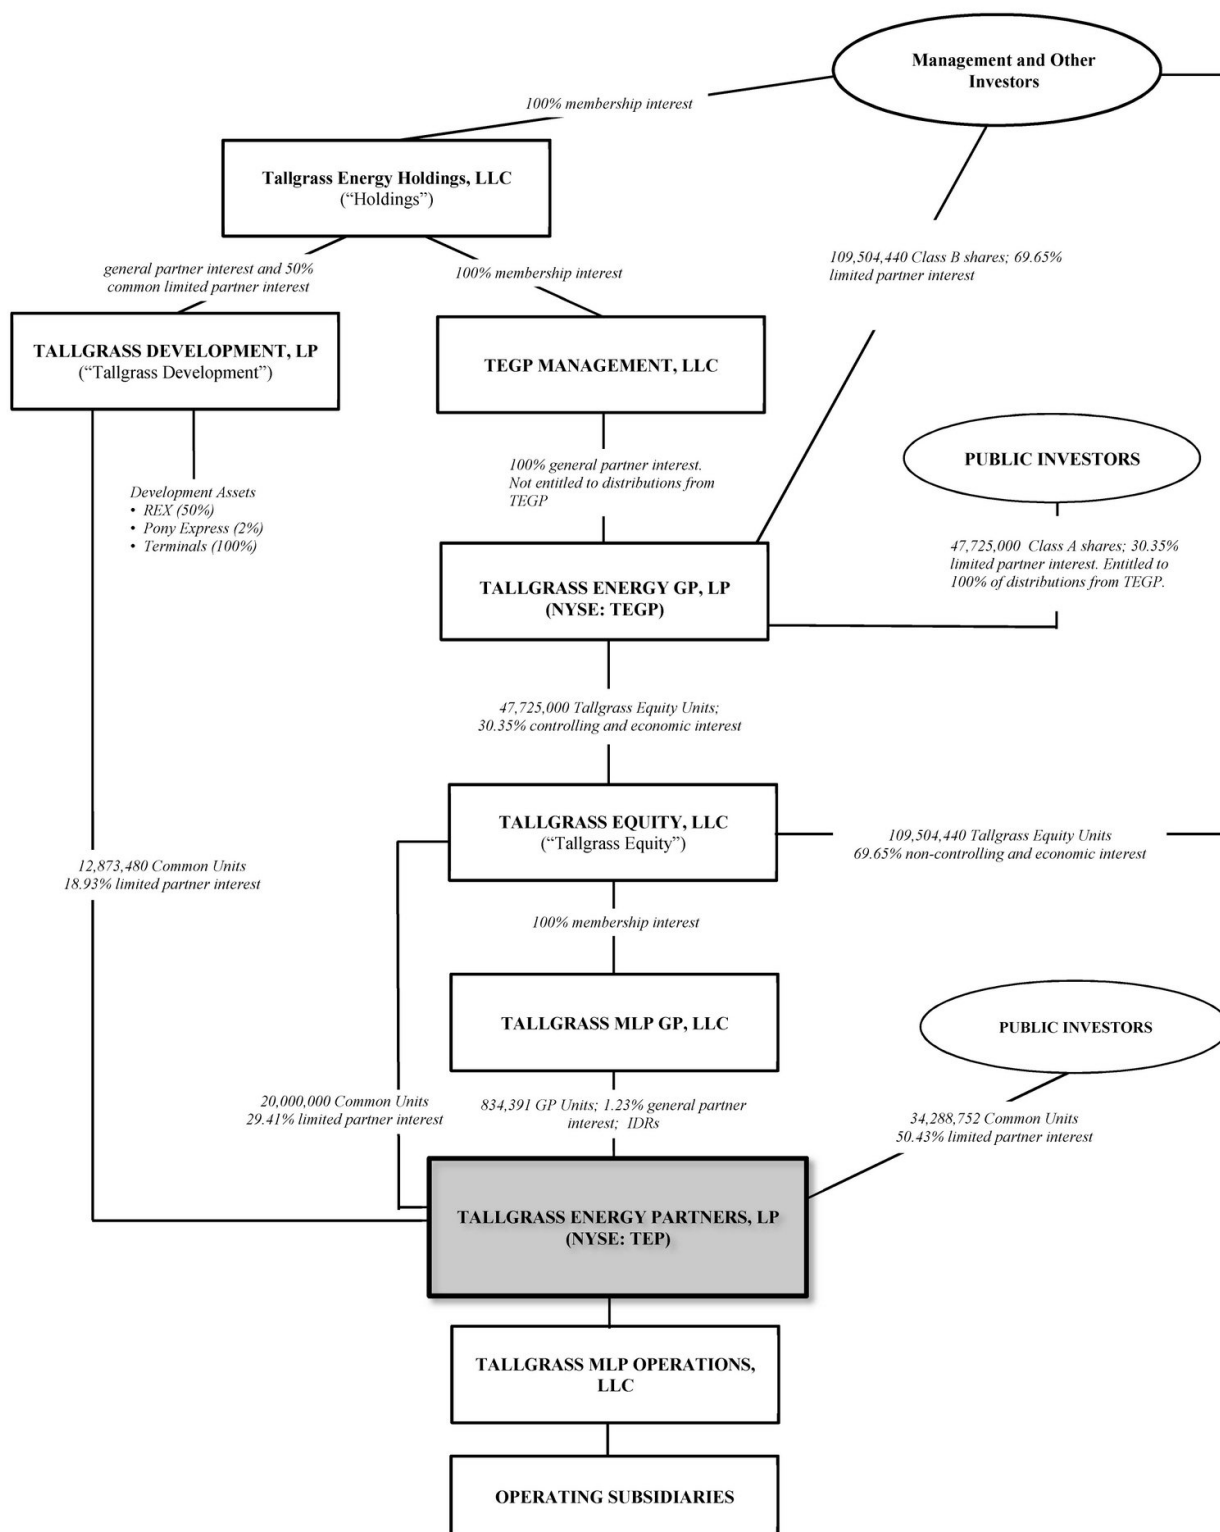 Management and Other
Investors
100% membership interest
Tallgrass Energy Holdings, LLC
(“Holdings”)
109,504,440 Class B shares; 69.65%
limited partner interest
general partner interest and 50%
common limited partner interest
100% membership interest
TALLGRASS DEVELOPMENT, LP
(“Tallgrass Development”)
TEGP MANAGEMENT, LLC
PUBLIC INVESTORS
100% general partner interest.
Not entitled to distributions from
TEGP
Development Assets
• REX (50%)
• Pony Express (2%)
• Terminals (100%)
47,725,000 Class A shares; 30.35%
limited partner interest. Entitled to
100% of distributions from TEGP.
TALLGRASS ENERGY GP, LP
(NYSE: TEGP)
47,725,000 Tallgrass Equity Units;
30.35% controlling and economic interest
TALLGRASS EQUITY, LLC
(“Tallgrass Equity”)
109,504,440 Tallgrass Equity Units
69.65% non-controlling and economic interest
12,873,480 Common Units
18.93% limited partner interest
100% membership interest
TALLGRASS MLP GP, LLC
PUBLIC INVESTORS
20,000,000 Common Units
29.41% limited partner interest
834,391 GP Units; 1.23% general partner
interest; IDRs
34,288,752 Common Units
50.43% limited partner interest
TALLGRASS ENERGY PARTNERS, LP
(NYSE: TEP)
TALLGRASS MLP OPERATIONS,
LLC
OPERATING SUBSIDIARIES